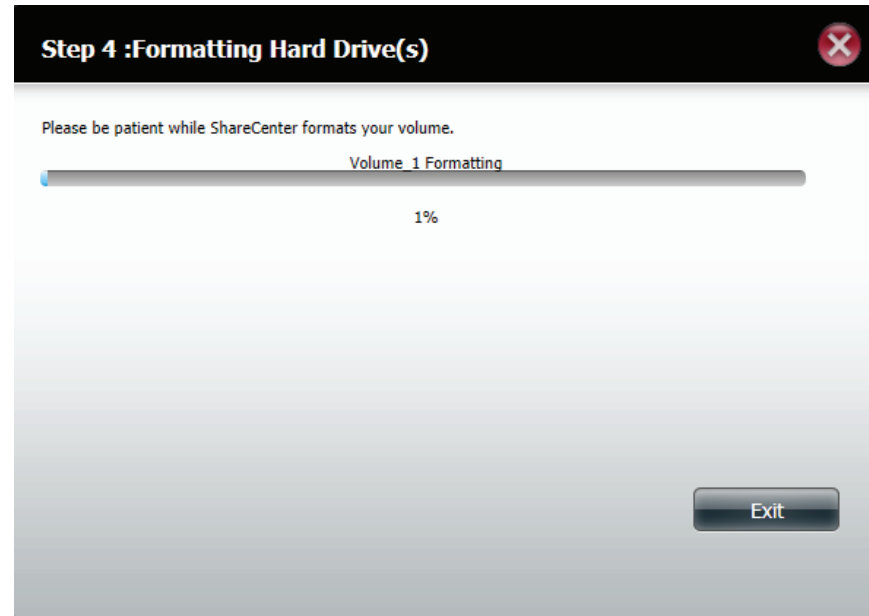 Step 4 :Formatting Hard Drive(s)
Please be patient while ShareCenter formats your volume.
Volume_1 Formatting
1%
Exit